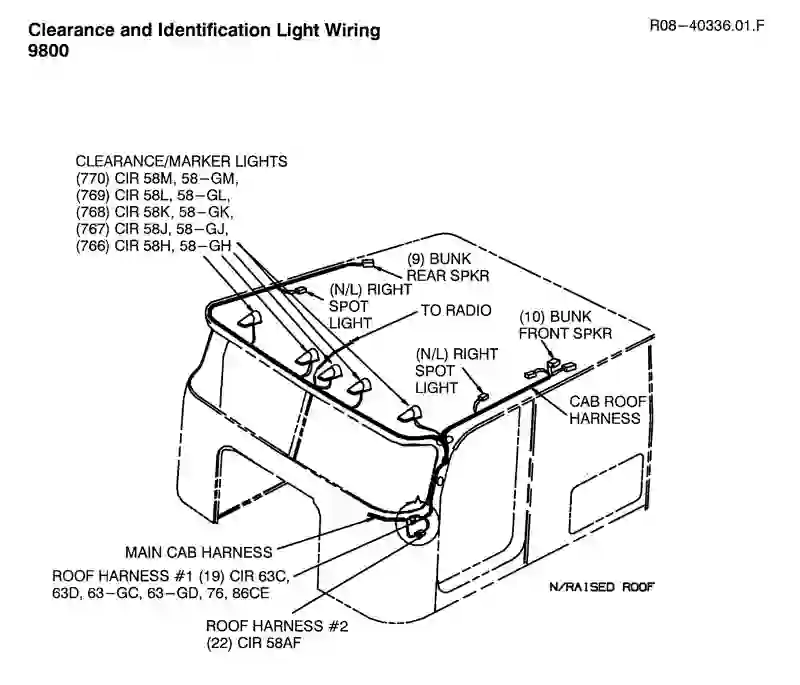 Clearance and Identification Light Wiring
9800
R08-40336.01.F
CLEARANCE/MARKER LIGHTS
(770) CIR 58M, 58-GM,
(769) CIR 58L, 58-GL,
(768) CIR 58K, 58-GK,
(767) CIR 58J, 58-GJ,
(766) CIR 58H, 58-GH
(9) BUNK
REAR SPKR
(N/L) RIGHT
SPOT
LIGHT
TO RADIO
(10) BUNK
FRONT SPKR
(N/L) RIGHT
SPOT
LIGHT
CAB ROOF
HARNESS
MAIN CAB HARNESS
ROOF HARNESS #1 (19) CIR 63C,
63D, 63-GC, 63-GD, 76, 86CE
N/RAISED ROOF
ROOF HARNESS #2
(22) CIR 58AF